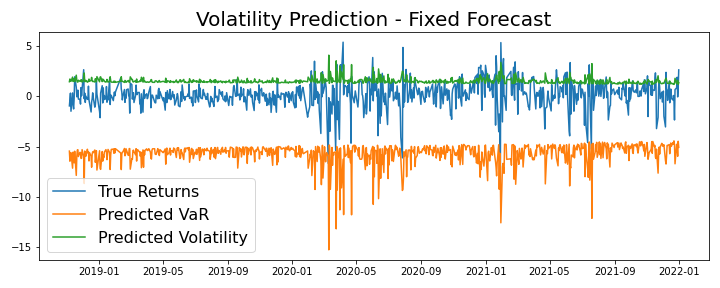 Volatility Prediction - Fixed Forecast
5
0
−5
−10
−15
True Returns
Predicted VaR
Predicted Volatility
2019-01 2019-05 2019-09 2020-01 2020-05 2020-09 2021-01 2021-05 2021-09 2022-01